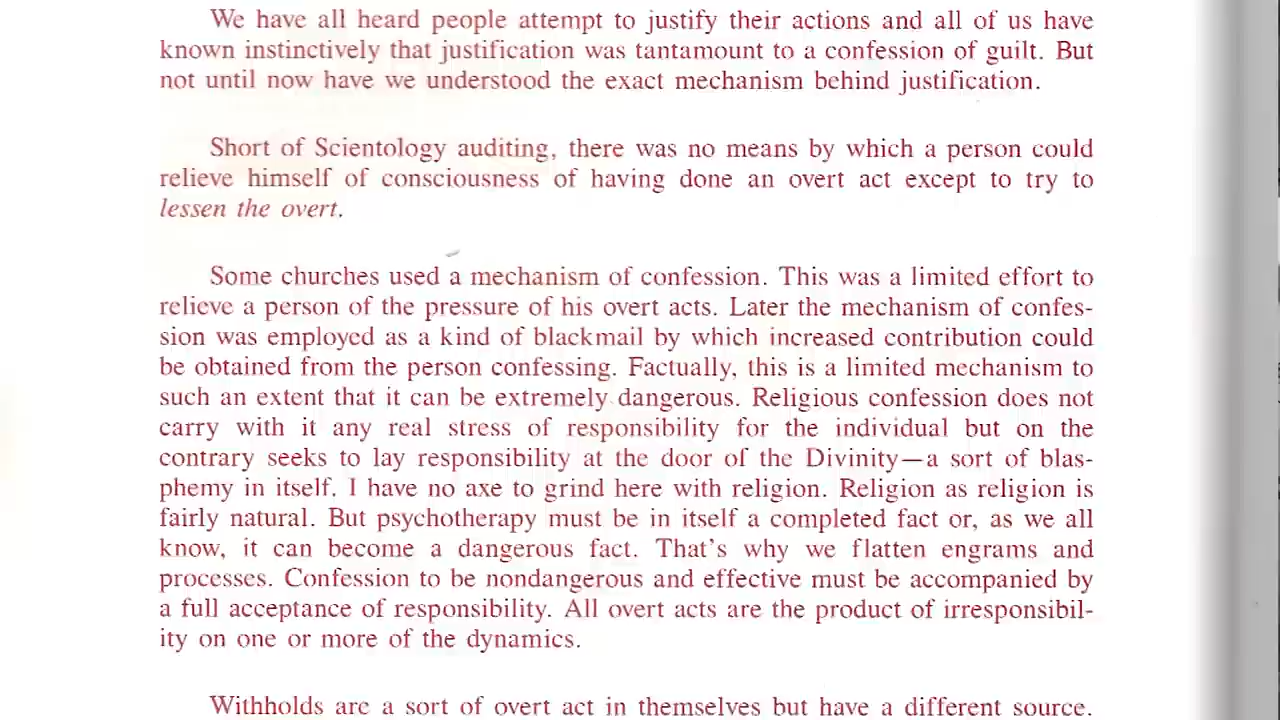 We have all heard people attempt to justify their actions and all of us have
known instinctively that justification was tantamount to a confession of guilt. But
not until now have we understood the exact mechanism behind justification.
Short of Scientology auditing, there was no means by which a person could
relieve himself of consciousness of having done an overt act except to try to
lessen the overt.
Some churches used a mechanism of confession. This was a limited effort to
relieve a person of the pressure of his overt acts. Later the mechanism of confes-
sion was employed as a kind of blackmail by which increased contribution could
be obtained from the person confessing. Factually, this is a limited mechanism to
such an extent that it can be extremely dangerous. Religious confession does not
carry with it any real stress of responsibility for the individual but on the
contrary seeks to lay responsibility at the door of the Divinity—a sort of blas-
phemy in itself. I have no axe to grind here with religion. Religion as religion is
fairly natural. But psychotherapy must be in itself a completed fact or, as we all
know, it can become a dangerous fact. That's why we flatten engrams and
processes. Confession to be nondangerous and effective must be accompanied by
a full acceptance of responsibility. All overt acts are the product of irresponsibil-
ity on one or more of the dynamics.
Withholds are a sort of overt act in themselves but have a different source.